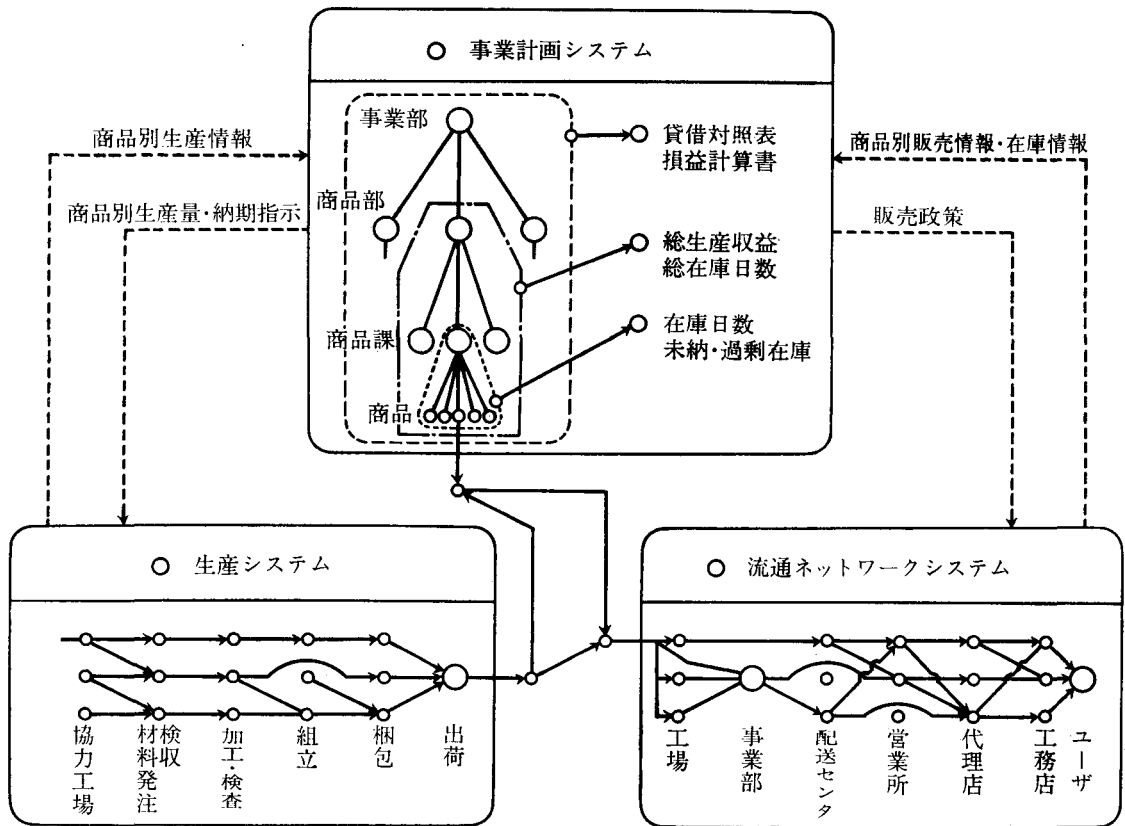 事業計画システム
事業部
貸借対照表
損益計算書
商品別生産情報
商品別販売情報・在庫情報
商品部
商品別生産量・納期指示
販売政策
総生産収益
総在庫日数
商品課
在庫日数
未納・過剰在庫
商品
生産システム
協力工場
材料発注
検収
加工・検査
組立
梱包
出荷
流通ネットワークシステム
工場
事業部
配送センタ
営業所
代理店
工務店
ユーザ